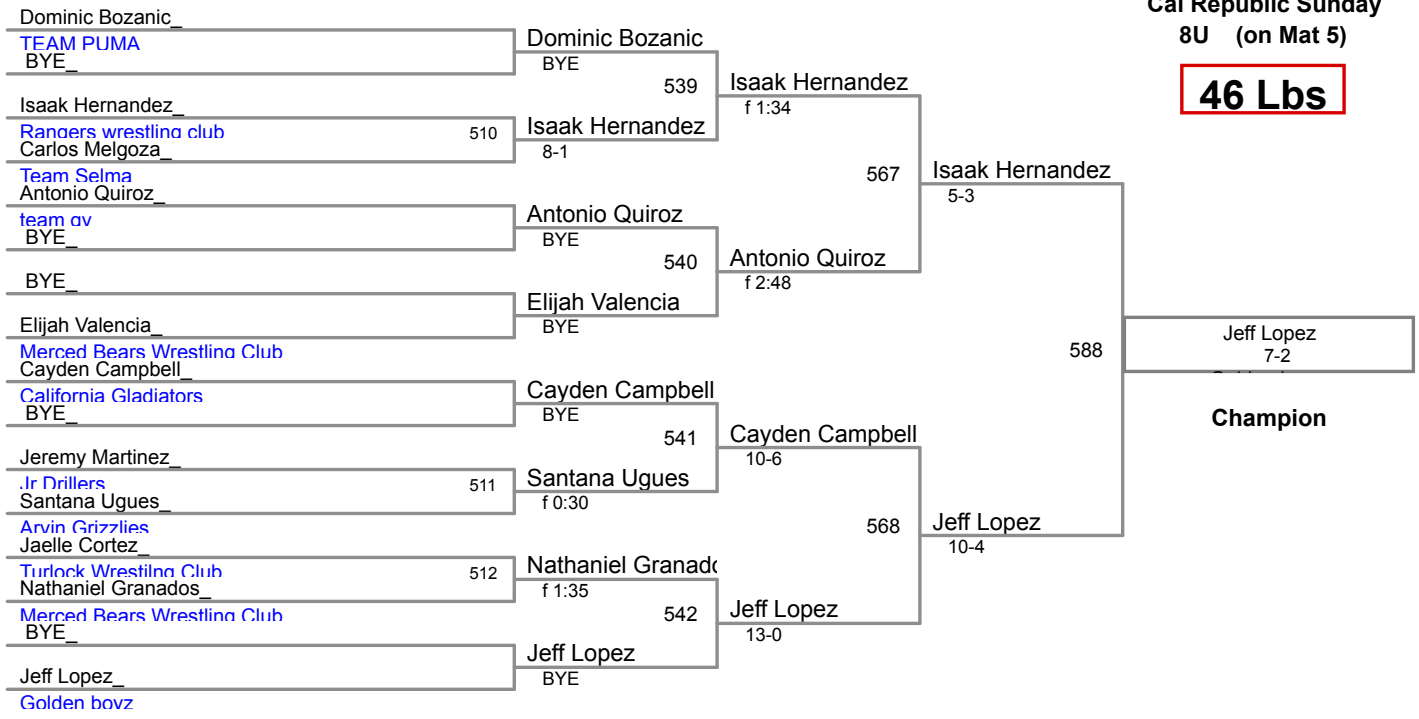 Cal Republic Sunday
8U (on Mat 5)
46 Lbs
Dominic Bozanic_
TEAM PUMA
BYE_
Isaak Hernandez_
Rangers wrestling club
Carlos Melgoza_
Team Selma
Antonio Quiroz_
team gv
BYE_
BYE_
Elijah Valencia_
Merced Bears Wrestling Club
Cayden Campbell_
California Gladiators
BYE_
Jeremy Martinez_
Jr Drillers
Santana Ugues_
Arvin Grizzlies
Jaelle Cortez_
Turlock Wrestilng Club
Nathaniel Granados_
Merced Bears Wrestling Club
BYE_
Jeff Lopez_
Golden boyz
510
511
512
Dominic Bozanic
BYE
Isaak Hernandez
8-1
Antonio Quiroz
BYE
Elijah Valencia
BYE
Cayden Campbell
BYE
Santana Ugues
f 0:30
Nathaniel Granado
f 1:35
Jeff Lopez
BYE
539
540
541
542
Isaak Hernandez
f 1:34
Antonio Quiroz
f 2:48
Cayden Campbell
10-6
Jeff Lopez
13-0
567
568
Isaak Hernandez
5-3
Jeff Lopez
10-4
588
Jeff Lopez
7-2
Champion